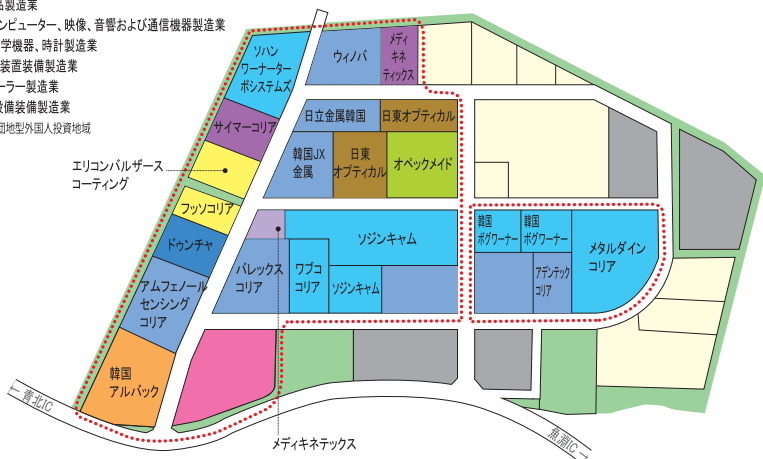 品製造業
ンピューター、映像、音響および通信機器製造業
学機器、時計製造業
装置装備製造業
ーラー製造業
設備装備製造業
団地型外国人投資地域
ソハン
ワーナーター
ボシステムズ
ウィノバ
メディ
キネ
ティックス
サイマーコリア
日立金属韓国
日東オプティカル
エリコンバルザース
コーティング
韓国JX
金属
日東
オプティカル
オベックメイド
フッソコリア
ドゥンチャ
ソジンキャム
韓国
ボグワーナー
韓国
ボグワーナー
メタルダイン
コリア
バレックス
コリア
ワブコ
コリア
ソジンキャム
アデンテック
コリア
アムフェノール
センシング
コリア
韓国
アルバック
←青北IC
メディキネテックス
魚淵IC→